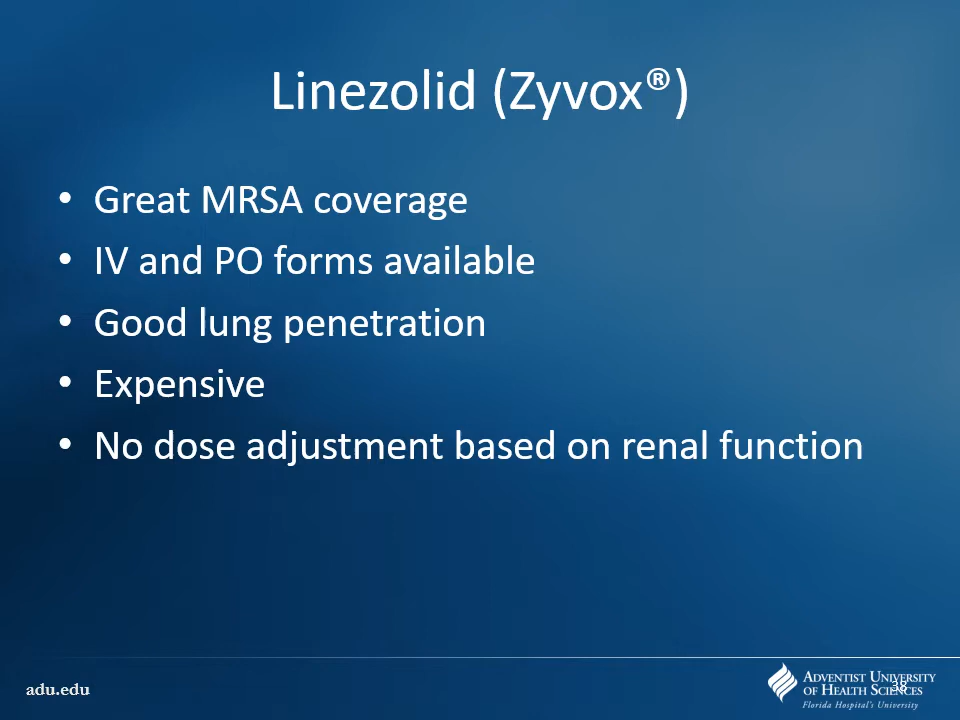 Linezolid (Zyvox®)
• Great MRSA coverage
• IV and PO forms available
• Good lung penetration
• Expensive
• No dose adjustment based on renal function
adu.edu
ADVENTIST UNIVERSITY
OF HEALTH SCIENCES
38
Florida Hospital's University